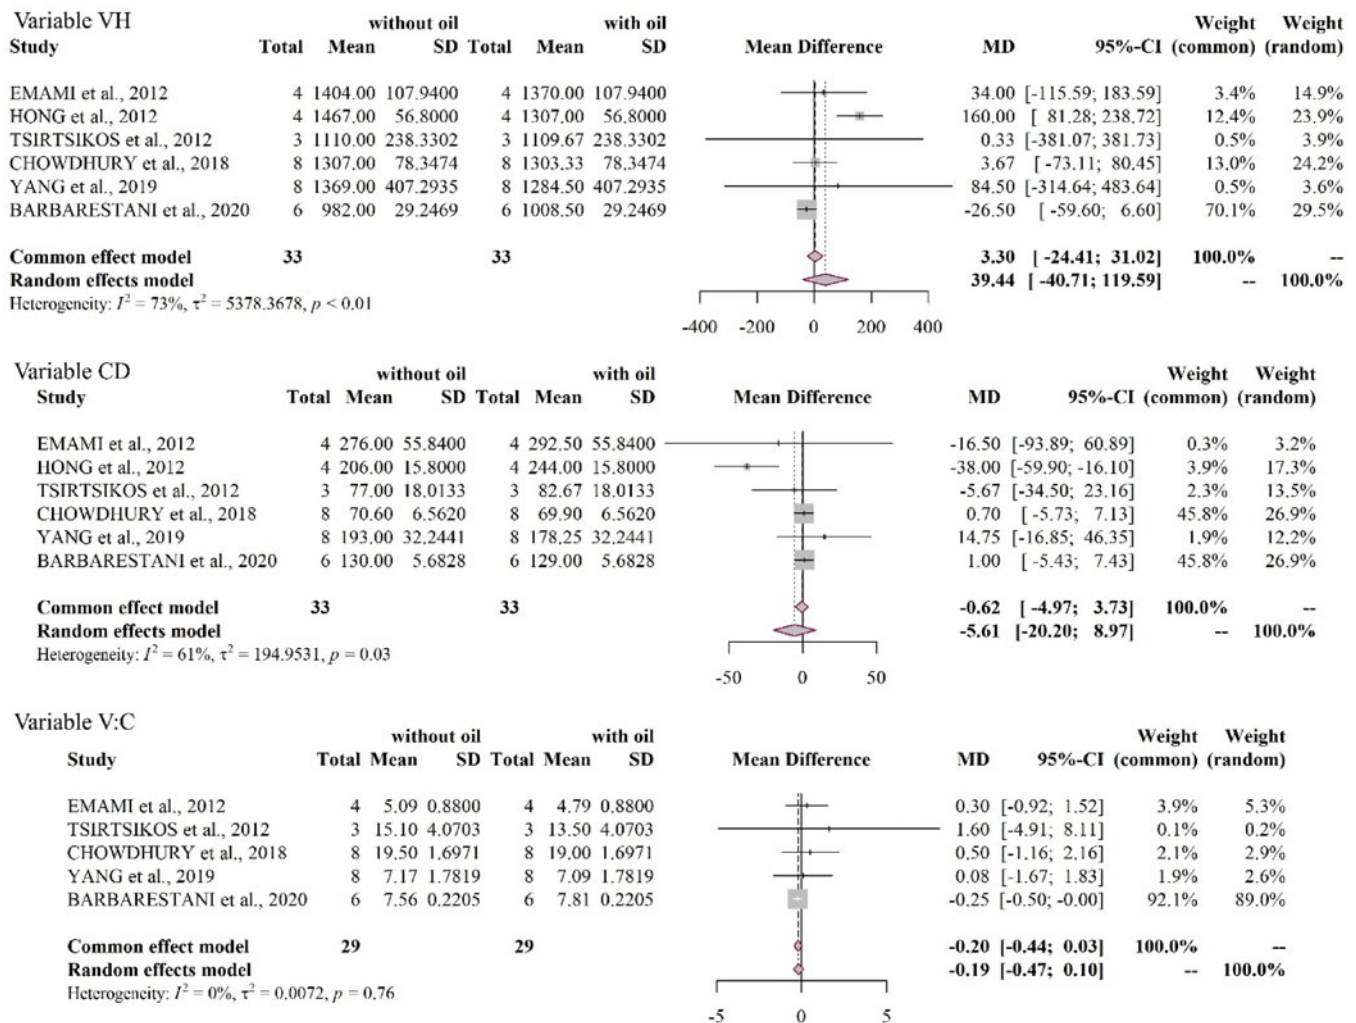 Variable VH without oil with oil Weight Weight
Study Total Mean SD Total Mean SD Mean Difference MD 95%-CI (common) (random)
EMAMI et al., 2012 4 1404.00 107.9400 4 1370.00 107.9400 34.00 [-115.59; 183.59] 3.4% 14.9%
HONG et al., 2012 4 1467.00 56.8000 4 1307.00 56.8000 160.00 [ 81.28; 238.72] 12.4% 23.9%
TSIRTSIKOS et al., 2012 3 1110.00 238.3302 3 1109.67 238.3302 0.33 [-381.07; 381.73] 0.5% 3.9%
CHOWDHURY et al., 2018 8 1307.00 78.3474 8 1303.33 78.3474 3.67 [ -73.11; 80.45] 13.0% 24.2%
YANG et al., 2019 8 1369.00 407.2935 8 1284.50 407.2935 84.50 [-314.64; 483.64] 0.5% 3.6%
BARBARESTANI et al., 2020 6 982.00 29.2469 6 1008.50 29.2469 -26.50 [ -59.60; 6.60] 70.1% 29.5%
Common effect model 33 33 3.30 [ -24.41; 31.02] 100.0% --
Random effects model 39.44 [ -40.71; 119.59] -- 100.0%
Heterogeneity: I² = 73%, τ² = 5378.3678, p < 0.01
-400 -200 0 200 400
Variable CD without oil with oil Weight Weight
Study Total Mean SD Total Mean SD Mean Difference MD 95%-CI (common) (random)
EMAMI et al., 2012 4 276.00 55.8400 4 292.50 55.8400 -16.50 [-93.89; 60.89] 0.3% 3.2%
HONG et al., 2012 4 206.00 15.8000 4 244.00 15.8000 -38.00 [-59.90; -16.10] 3.9% 17.3%
TSIRTSIKOS et al., 2012 3 77.00 18.0133 3 82.67 18.0133 -5.67 [-34.50; 23.16] 2.3% 13.5%
CHOWDHURY et al., 2018 8 70.60 6.5620 8 69.90 6.5620 0.70 [ -5.73; 7.13] 45.8% 26.9%
YANG et al., 2019 8 193.00 32.2441 8 178.25 32.2441 14.75 [-16.85; 46.35] 1.9% 12.2%
BARBARESTANI et al., 2020 6 130.00 5.6828 6 129.00 5.6828 1.00 [ -5.43; 7.43] 45.8% 26.9%
Common effect model 33 33 -0.62 [ -4.97; 3.73] 100.0% --
Random effects model -5.61 [-20.20; 8.97] -- 100.0%
Heterogeneity: I² = 61%, τ² = 194.9531, p = 0.03
-50 0 50
Variable V:C without oil with oil Weight Weight
Study Total Mean SD Total Mean SD Mean Difference MD 95%-CI (common) (random)
EMAMI et al., 2012 4 5.09 0.8800 4 4.79 0.8800 0.30 [-0.92; 1.52] 3.9% 5.3%
TSIRTSIKOS et al., 2012 3 15.10 4.0703 3 13.50 4.0703 1.60 [-4.91; 8.11] 0.1% 0.2%
CHOWDHURY et al., 2018 8 19.50 1.6971 8 19.00 1.6971 0.50 [-1.16; 2.16] 2.1% 2.9%
YANG et al., 2019 8 7.17 1.7819 8 7.09 1.7819 0.08 [-1.67; 1.83] 1.9% 2.6%
BARBARESTANI et al., 2020 6 7.56 0.2205 6 7.81 0.2205 -0.25 [-0.50; -0.00] 92.1% 89.0%
Common effect model 29 29 -0.20 [-0.44; 0.03] 100.0% --
Random effects model -0.19 [-0.47; 0.10] -- 100.0%
Heterogeneity: I² = 0%, τ² = 0.0072, p = 0.76
-5 0 5